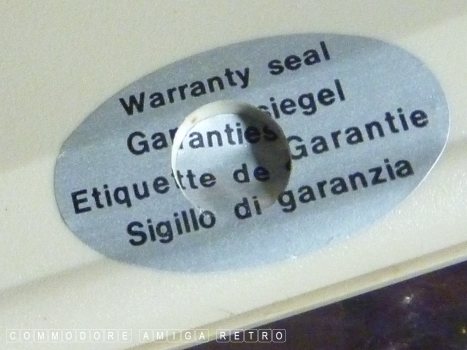 Warranty seal
Garantiesiegel
Etiquette de Garantie
Sigillo di garanzia
COMMODORE AMIGA RETRO